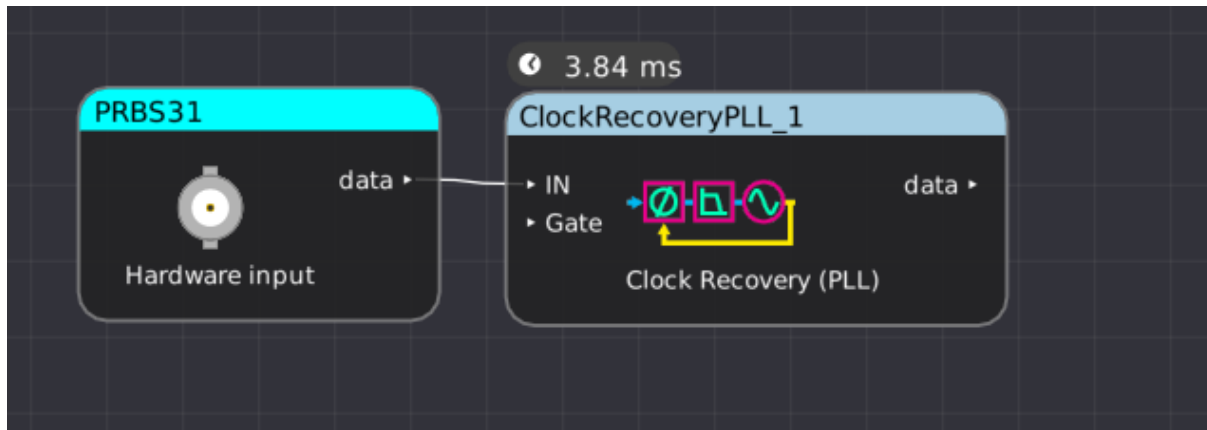 3.84 ms
PRBS31
ClockRecoveryPLL_1
data
IN
data
Gate
Hardware input
Clock Recovery (PLL)